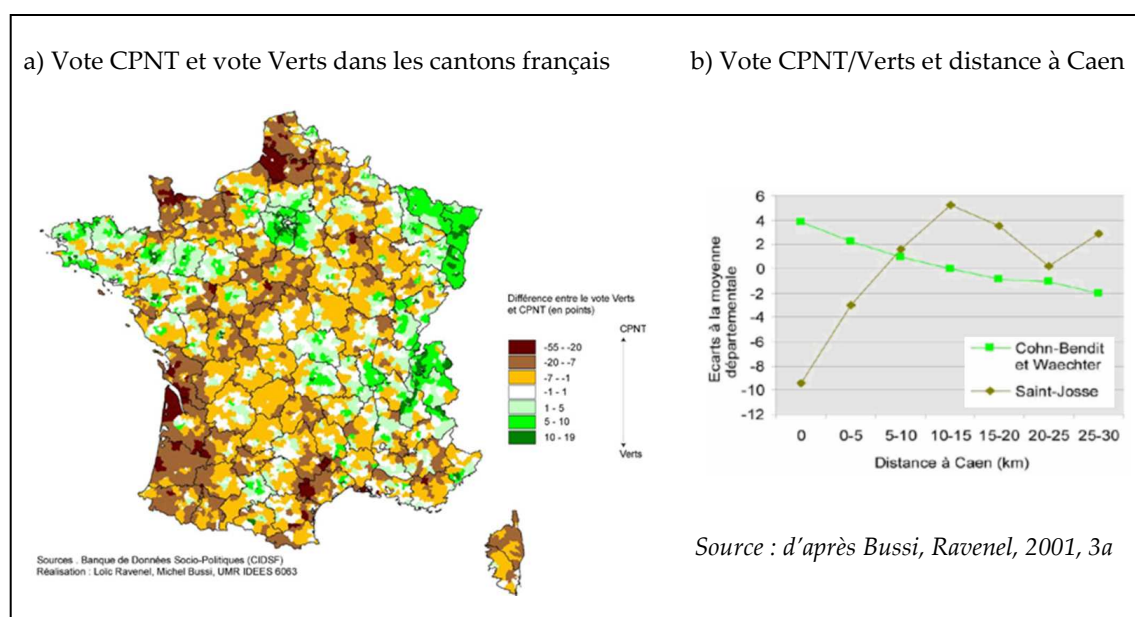 a) Vote CPNT et vote Verts dans les cantons français
b) Vote CPNT/Verts et distance à Caen
Différence entre le vote Verts
et CPNT (en points)
CPNT
-55 - -20
-20 - -7
-7 - -1
-1 - 1
1 - 5
5 - 10
10 - 19
Verts
Sources . Banque de Données Socio-Politiques (CIDSF)
Réalisation : Loïc Ravenel, Michel Bussi, UMR IDEES 6063
Ecarts à la moyenne
départementale
6
4
2
0
-2
-4
-6
-8
-10
-12
Cohn-Bendit
et Waechter
Saint-Josse
0 0-5 5-10 10-15 15-20 20-25 25-30
Distance à Caen (km)
Source : d'après Bussi, Ravenel, 2001, 3a